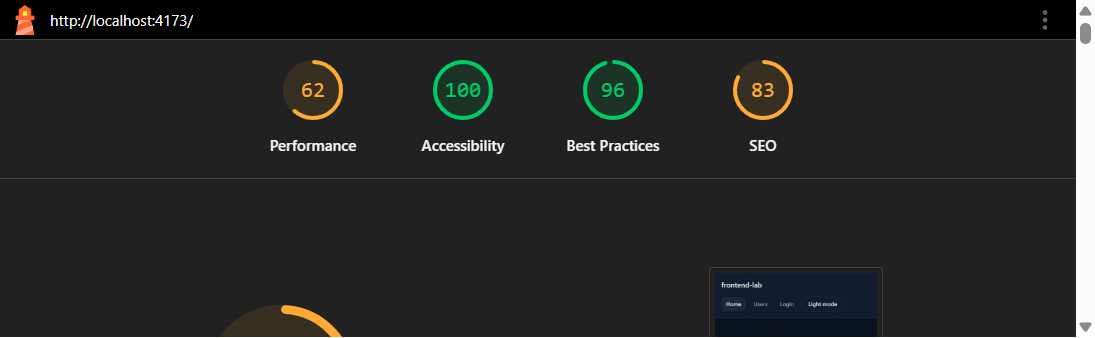 http://localhost:4173/
62 100 96 83
Performance Accessibility Best Practices SEO
frontend-lab
Home Users Login Light mode